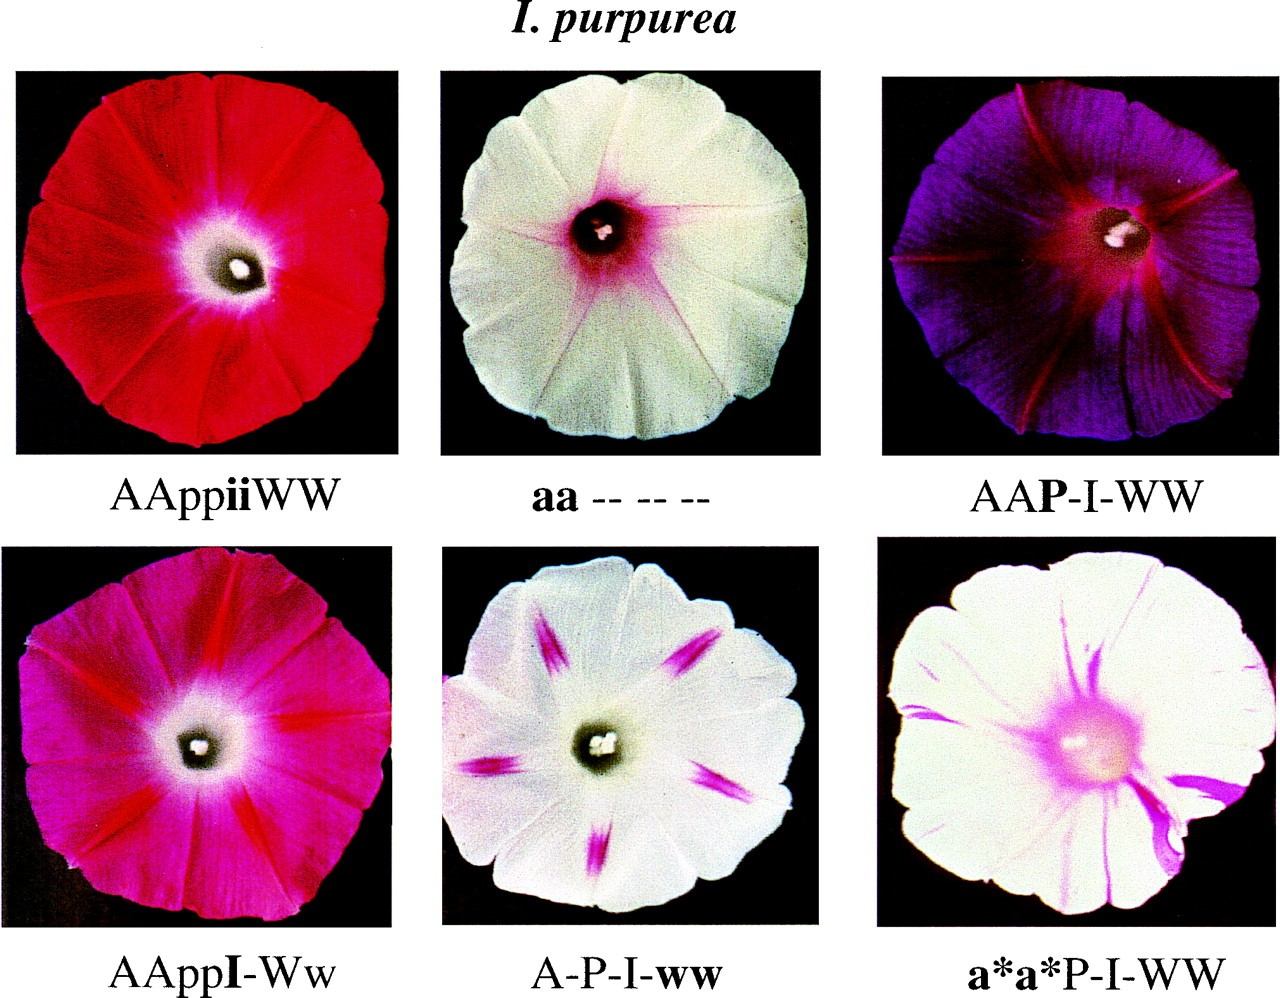 I. purpurea
AAppiiWW
aa -- -- --
AAP-I-WW
AAppI-Ww
A-P-I-ww
a*a*P-I-WW